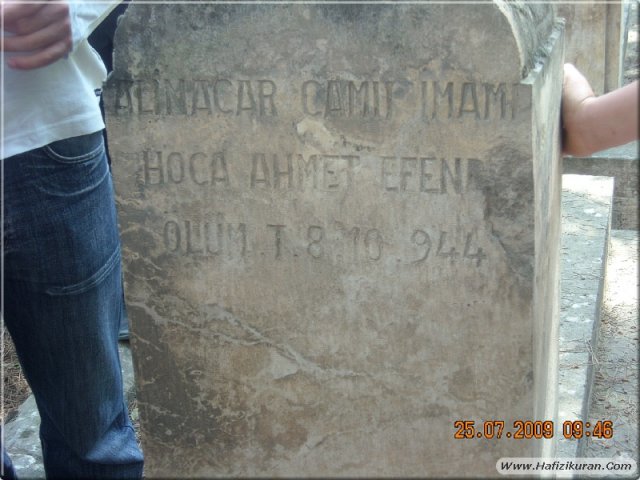 ALİNACAR CAMİİ İMAMI
HOCA AHMET EFENDİ
ÖLÜM.T.8.10.944
25.07.2009 09:46
www.Hafizikuran.Com